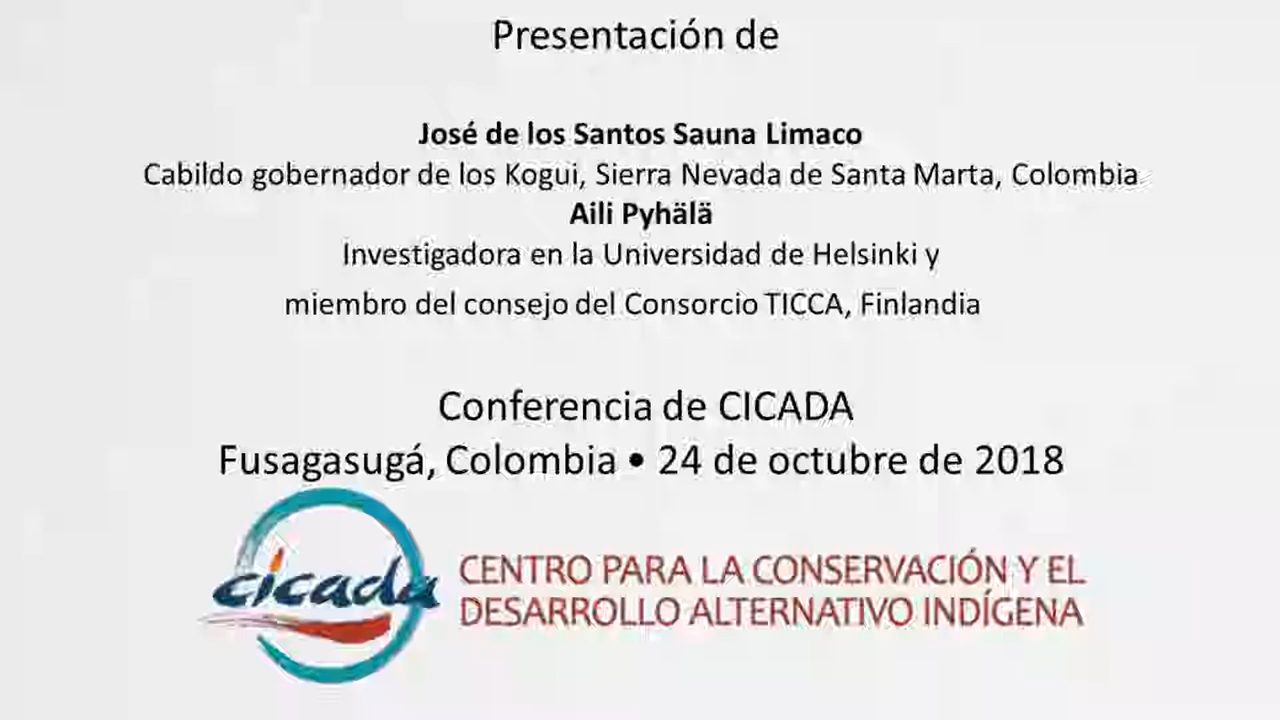 Presentación de
José de los Santos Sauna Limaco
Cabildo gobernador de los Kogui, Sierra Nevada de Santa Marta, Colombia
Aili Pyhälä
Investigadora en la Universidad de Helsinki y
miembro del consejo del Consorcio TICCA, Finlandia
Conferencia de CICADA
Fusagasugá, Colombia • 24 de octubre de 2018
cicada
CENTRO PARA LA CONSERVACIÓN Y EL
DESARROLLO ALTERNATIVO INDÍGENA